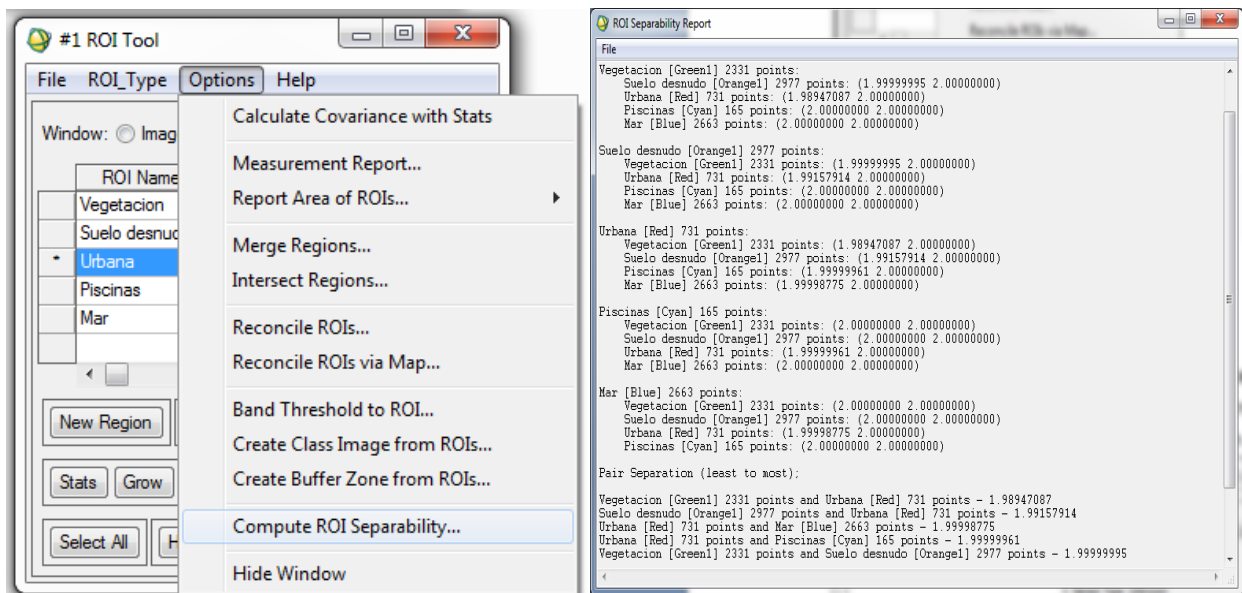 #1 ROI Tool
File ROI_Type Options Help
Window: Imag
ROI Name
Vegetacion
Suelo desnud
* Urbana
Piscinas
Mar
New Region
Stats Grow
Select All H
Calculate Covariance with Stats
Measurement Report...
Report Area of ROIs...
Merge Regions...
Intersect Regions...
Reconcile ROIs...
Reconcile ROIs via Map...
Band Threshold to ROI...
Create Class Image from ROIs...
Create Buffer Zone from ROIs...
Compute ROI Separability...
Hide Window
ROI Separability Report
File
Vegetacion [Green1] 2331 points:
Suelo desnudo [Orange1] 2977 points: (1.99999995 2.00000000)
Urbana [Red] 731 points: (1.98947087 2.00000000)
Piscinas [Cyan] 165 points: (2.00000000 2.00000000)
Mar [Blue] 2663 points: (2.00000000 2.00000000)
Suelo desnudo [Orange1] 2977 points:
Vegetacion [Green1] 2331 points: (1.99999995 2.00000000)
Urbana [Red] 731 points: (1.99157914 2.00000000)
Piscinas [Cyan] 165 points: (2.00000000 2.00000000)
Mar [Blue] 2663 points: (2.00000000 2.00000000)
Urbana [Red] 731 points:
Vegetacion [Green1] 2331 points: (1.98947087 2.00000000)
Suelo desnudo [Orange1] 2977 points: (1.99157914 2.00000000)
Piscinas [Cyan] 165 points: (1.99999961 2.00000000)
Mar [Blue] 2663 points: (1.99998775 2.00000000)
Piscinas [Cyan] 165 points:
Vegetacion [Green1] 2331 points: (2.00000000 2.00000000)
Suelo desnudo [Orange1] 2977 points: (2.00000000 2.00000000)
Urbana [Red] 731 points: (1.99999961 2.00000000)
Mar [Blue] 2663 points: (2.00000000 2.00000000)
Mar [Blue] 2663 points:
Vegetacion [Green1] 2331 points: (2.00000000 2.00000000)
Suelo desnudo [Orange1] 2977 points: (2.00000000 2.00000000)
Urbana [Red] 731 points: (1.99998775 2.00000000)
Piscinas [Cyan] 165 points: (2.00000000 2.00000000)
Pair Separation (least to most);
Vegetacion [Green1] 2331 points and Urbana [Red] 731 points - 1.98947087
Suelo desnudo [Orange1] 2977 points and Urbana [Red] 731 points - 1.99157914
Urbana [Red] 731 points and Mar [Blue] 2663 points - 1.99998775
Urbana [Red] 731 points and Piscinas [Cyan] 165 points - 1.99999961
Vegetacion [Green1] 2331 points and Suelo desnudo [Orange1] 2977 points - 1.99999995